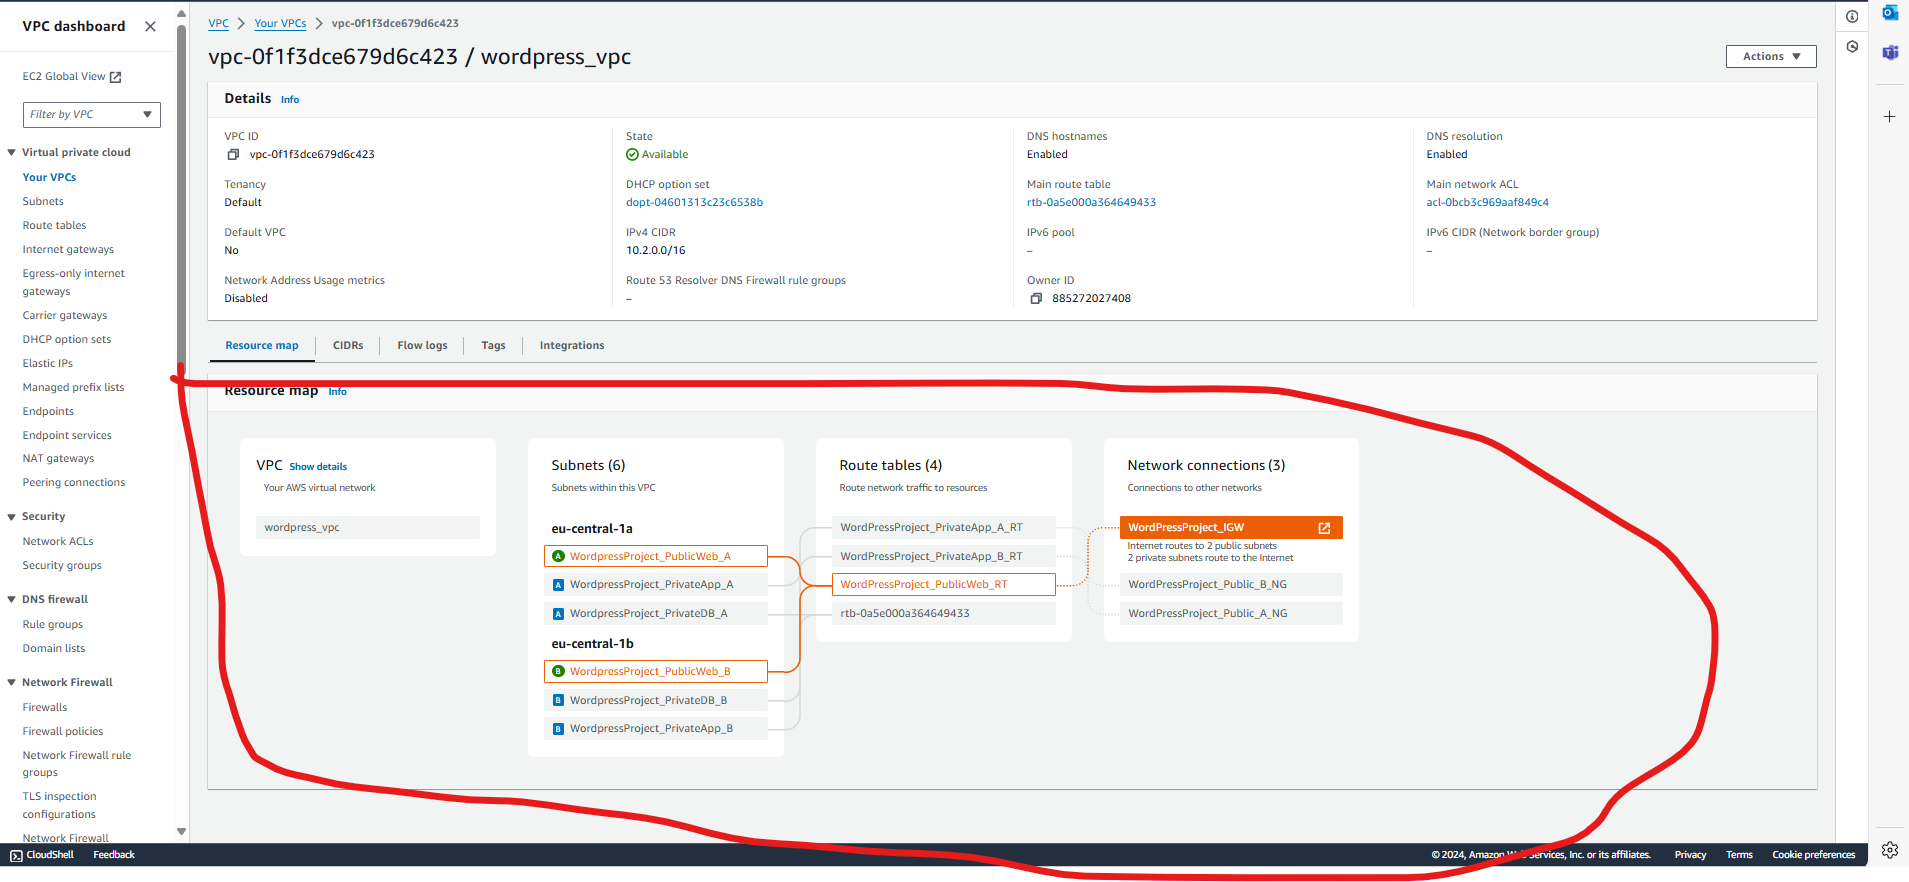 VPC dashboard
EC2 Global View
Filter by VPC
Virtual private cloud
Your VPCs
Subnets
Route tables
Internet gateways
Egress-only internet
gateways
Carrier gateways
DHCP option sets
Elastic IPs
Managed prefix lists
Endpoints
Endpoint services
NAT gateways
Peering connections
Security
Network ACLs
Security groups
DNS firewall
Rule groups
Domain lists
Network Firewall
Firewalls
Firewall policies
Network Firewall rule
groups
TLS inspection
configurations
Network Firewall
VPC > Your VPCs > vpc-0f1f3dce679d6c423
vpc-0f1f3dce679d6c423 / wordpress_vpc
Actions
Details Info
VPC ID
vpc-0f1f3dce679d6c423
State
Available
DNS hostnames
Enabled
DNS resolution
Enabled
Tenancy
Default
DHCP option set
dopt-04601313c23c6538b
Main route table
rtb-0a5e000a364649433
Main network ACL
acl-0bcb3c969aaf849c4
Default VPC
No
IPv4 CIDR
10.2.0.0/16
IPv6 pool
–
IPv6 CIDR (Network border group)
–
Network Address Usage metrics
Disabled
Route 53 Resolver DNS Firewall rule groups
–
Owner ID
885272027408
Resource map
CIDRs
Flow logs
Tags
Integrations
Resource map Info
VPC Show details
Your AWS virtual network
wordpress_vpc
Subnets (6)
Subnets within this VPC
eu-central-1a
A WordpressProject_PublicWeb_A
A WordpressProject_PrivateApp_A
A WordpressProject_PrivateDB_A
eu-central-1b
B WordpressProject_PublicWeb_B
B WordpressProject_PrivateDB_B
B WordpressProject_PrivateApp_B
Route tables (4)
Route network traffic to resources
WordPressProject_PrivateApp_A_RT
WordPressProject_PrivateApp_B_RT
WordPressProject_PublicWeb_RT
rtb-0a5e000a364649433
Network connections (3)
Connections to other networks
WordPressProject_IGW
Internet routes to 2 public subnets
2 private subnets route to the Internet
WordPressProject_Public_B_NG
WordPressProject_Public_A_NG
CloudShell
Feedback
© 2024, Amazon Web Services, Inc. or its affiliates.
Privacy
Terms
Cookie preferences